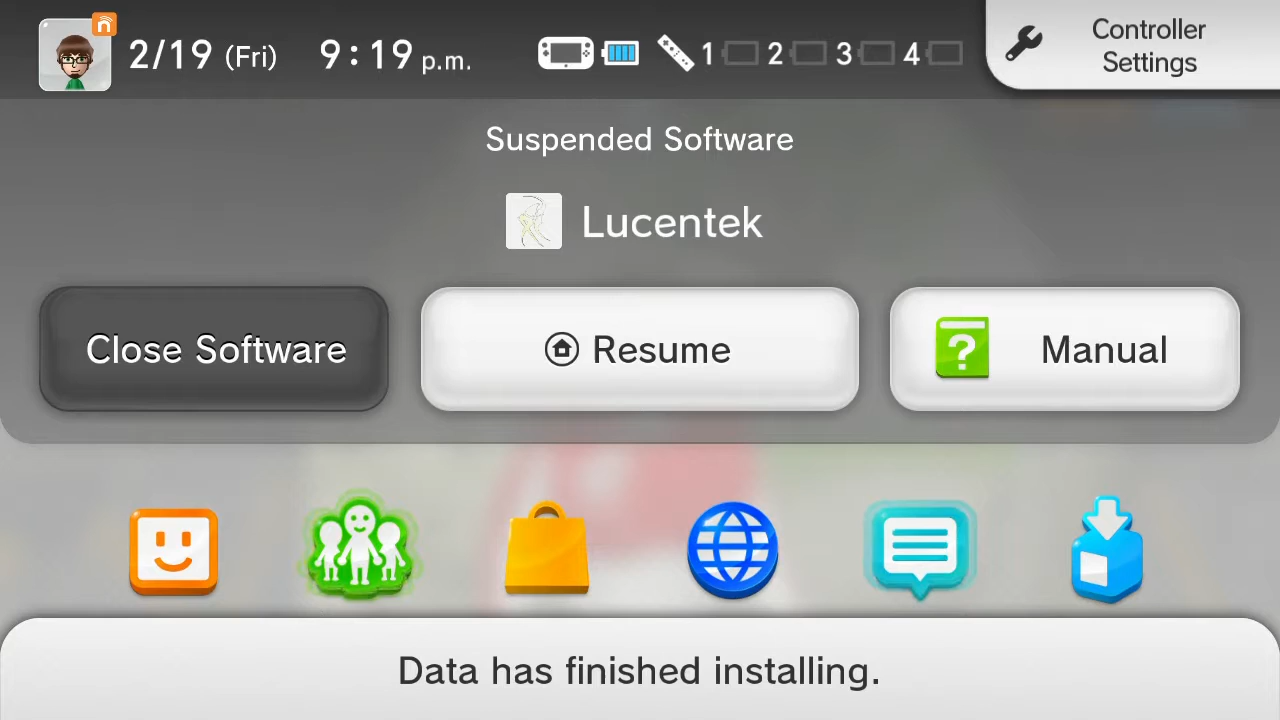 2/19 (Fri) 9:19 p.m. 1 2 3 4
Controller
Settings
Suspended Software
Lucentek
Close Software
Resume
? Manual
Data has finished installing.